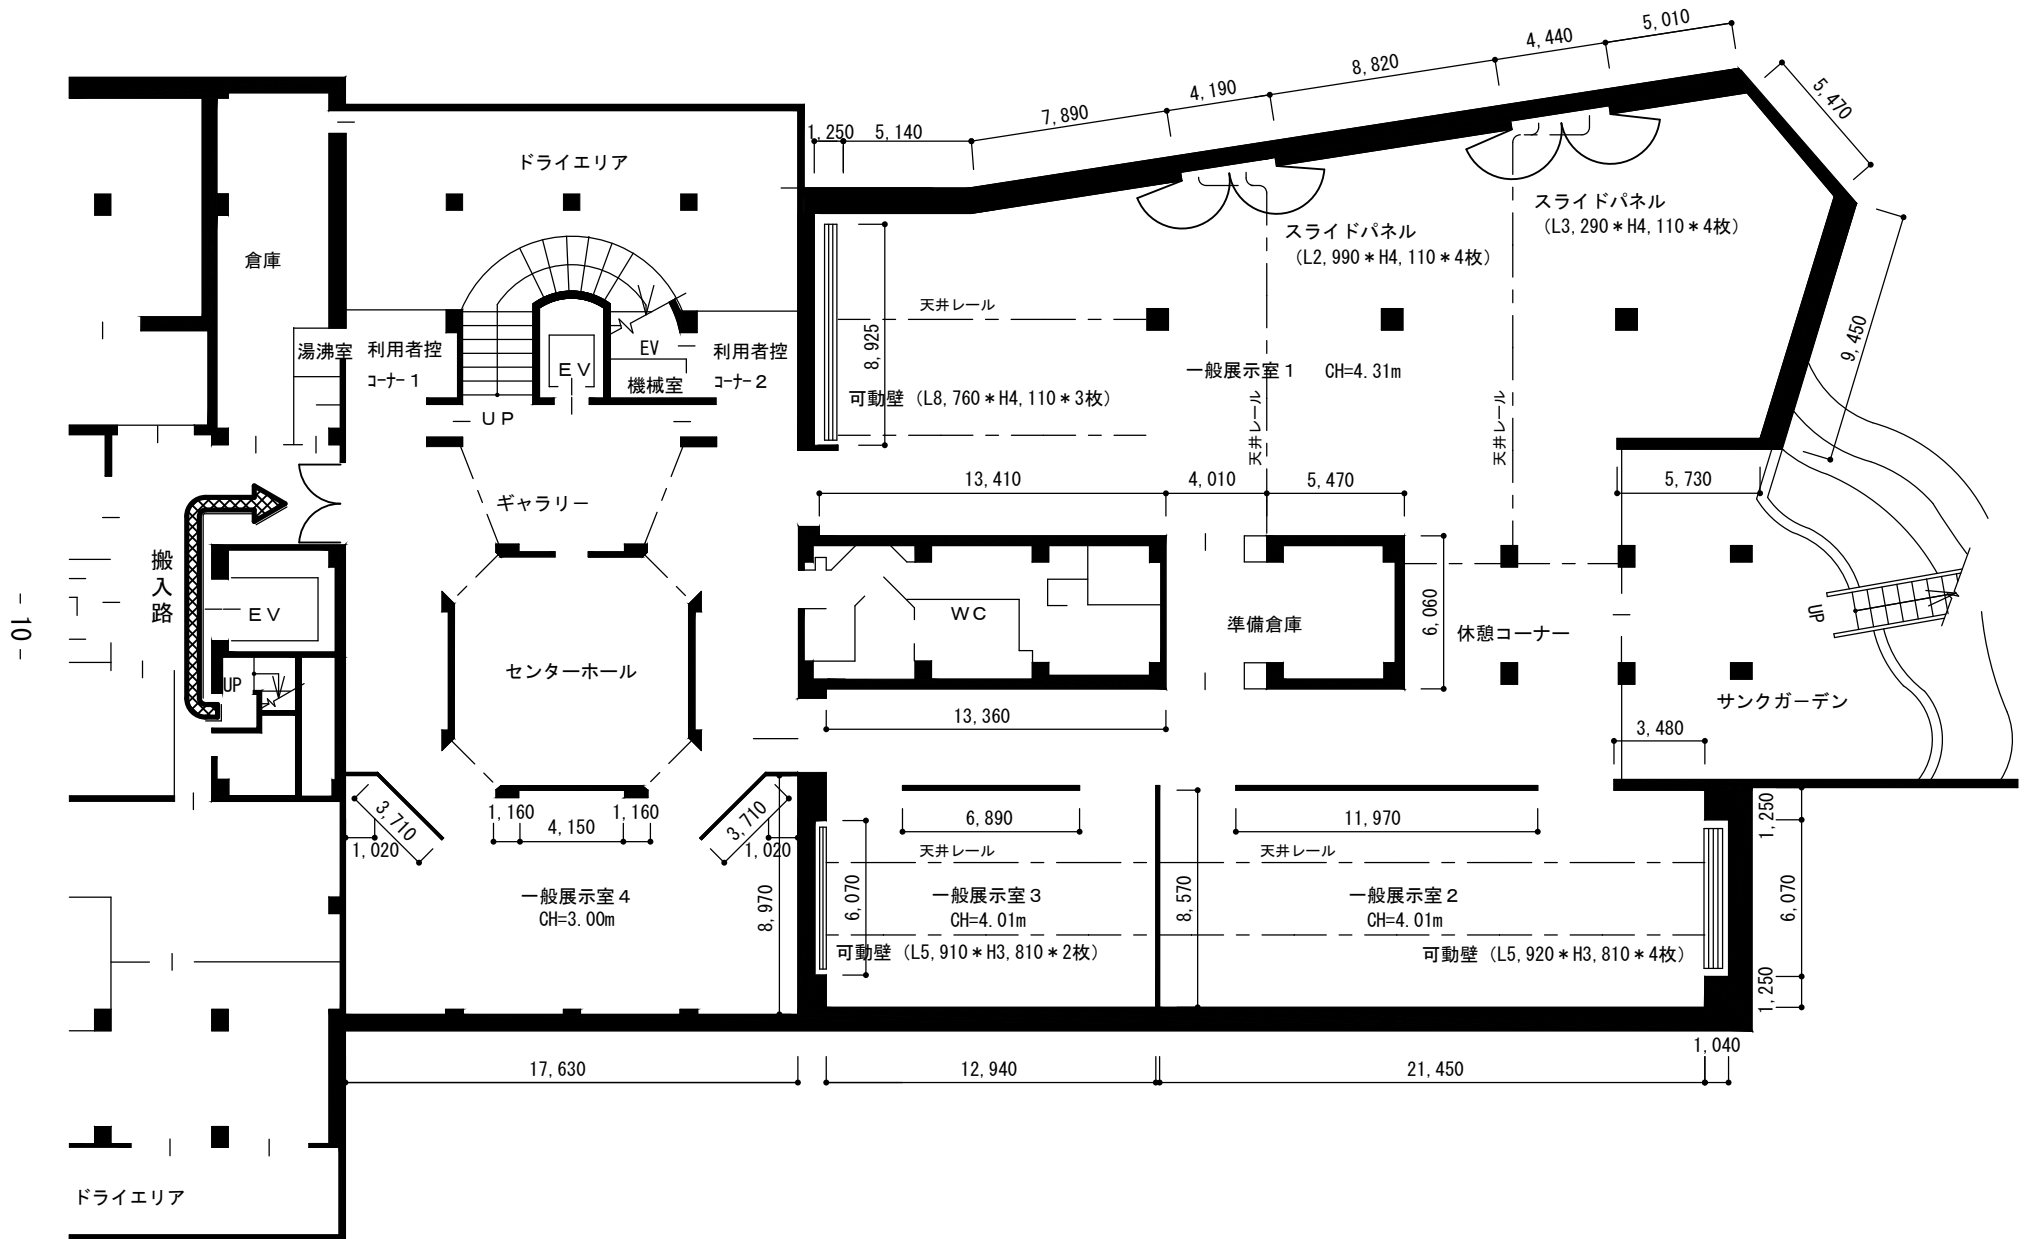 5,010
4,440
8,820
4,190
7,890
1,250
5,140
5,470
ドライエリア
スライドパネル
（L3,290*H4,110*4枚）
スライドパネル
（L2,990*H4,110*4枚）
倉庫
天井レール
8,925
9,450
湯沸室
利用者控
コーナー1
EV
EV
機械室
利用者控
コーナー2
一般展示室1
CH=4.31m
可動壁（L8,760*H4,110*3枚）
UP
天井レール
天井レール
13,410
4,010
5,470
5,730
ギャラリー
搬入路
EV
WC
準備倉庫
6,060
休憩コーナー
UP
-10-
センターホール
UP
サンクガーデン
13,360
3,480
3,710
1,020
1,160
4,150
1,160
3,710
1,020
6,890
11,970
1,250
天井レール
天井レール
一般展示室4
CH=3.00m
8,970
6,070
一般展示室3
CH=4.01m
8,570
一般展示室2
CH=4.01m
6,070
可動壁（L5,910*H3,810*2枚）
可動壁（L5,920*H3,810*4枚）
1,250
17,630
12,940
21,450
1,040
ドライエリア